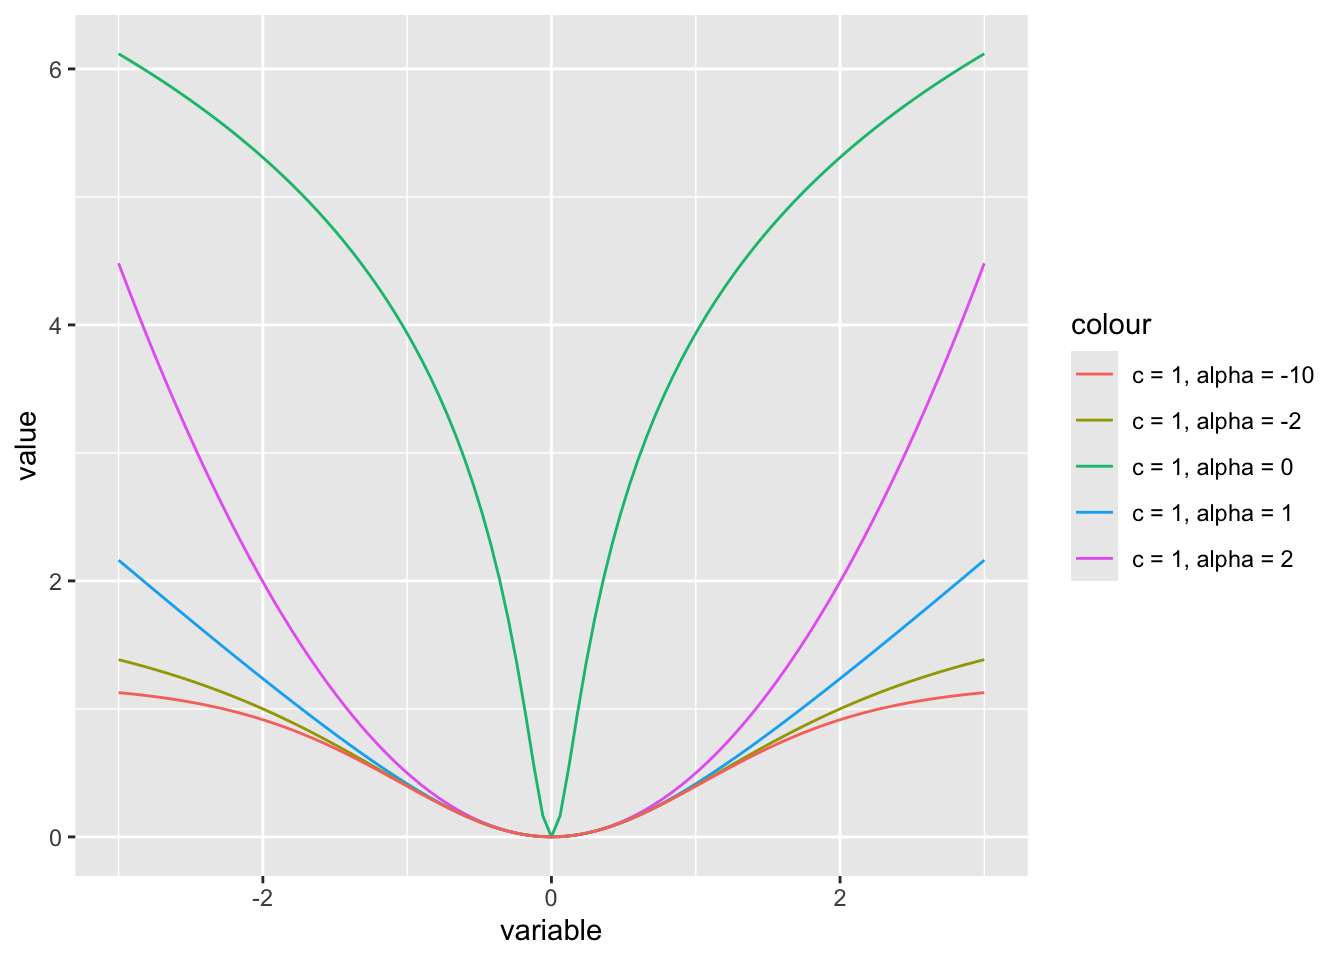 6
4
2
0
value
-2
0
2
variable
colour
c = 1, alpha = -10
c = 1, alpha = -2
c = 1, alpha = 0
c = 1, alpha = 1
c = 1, alpha = 2